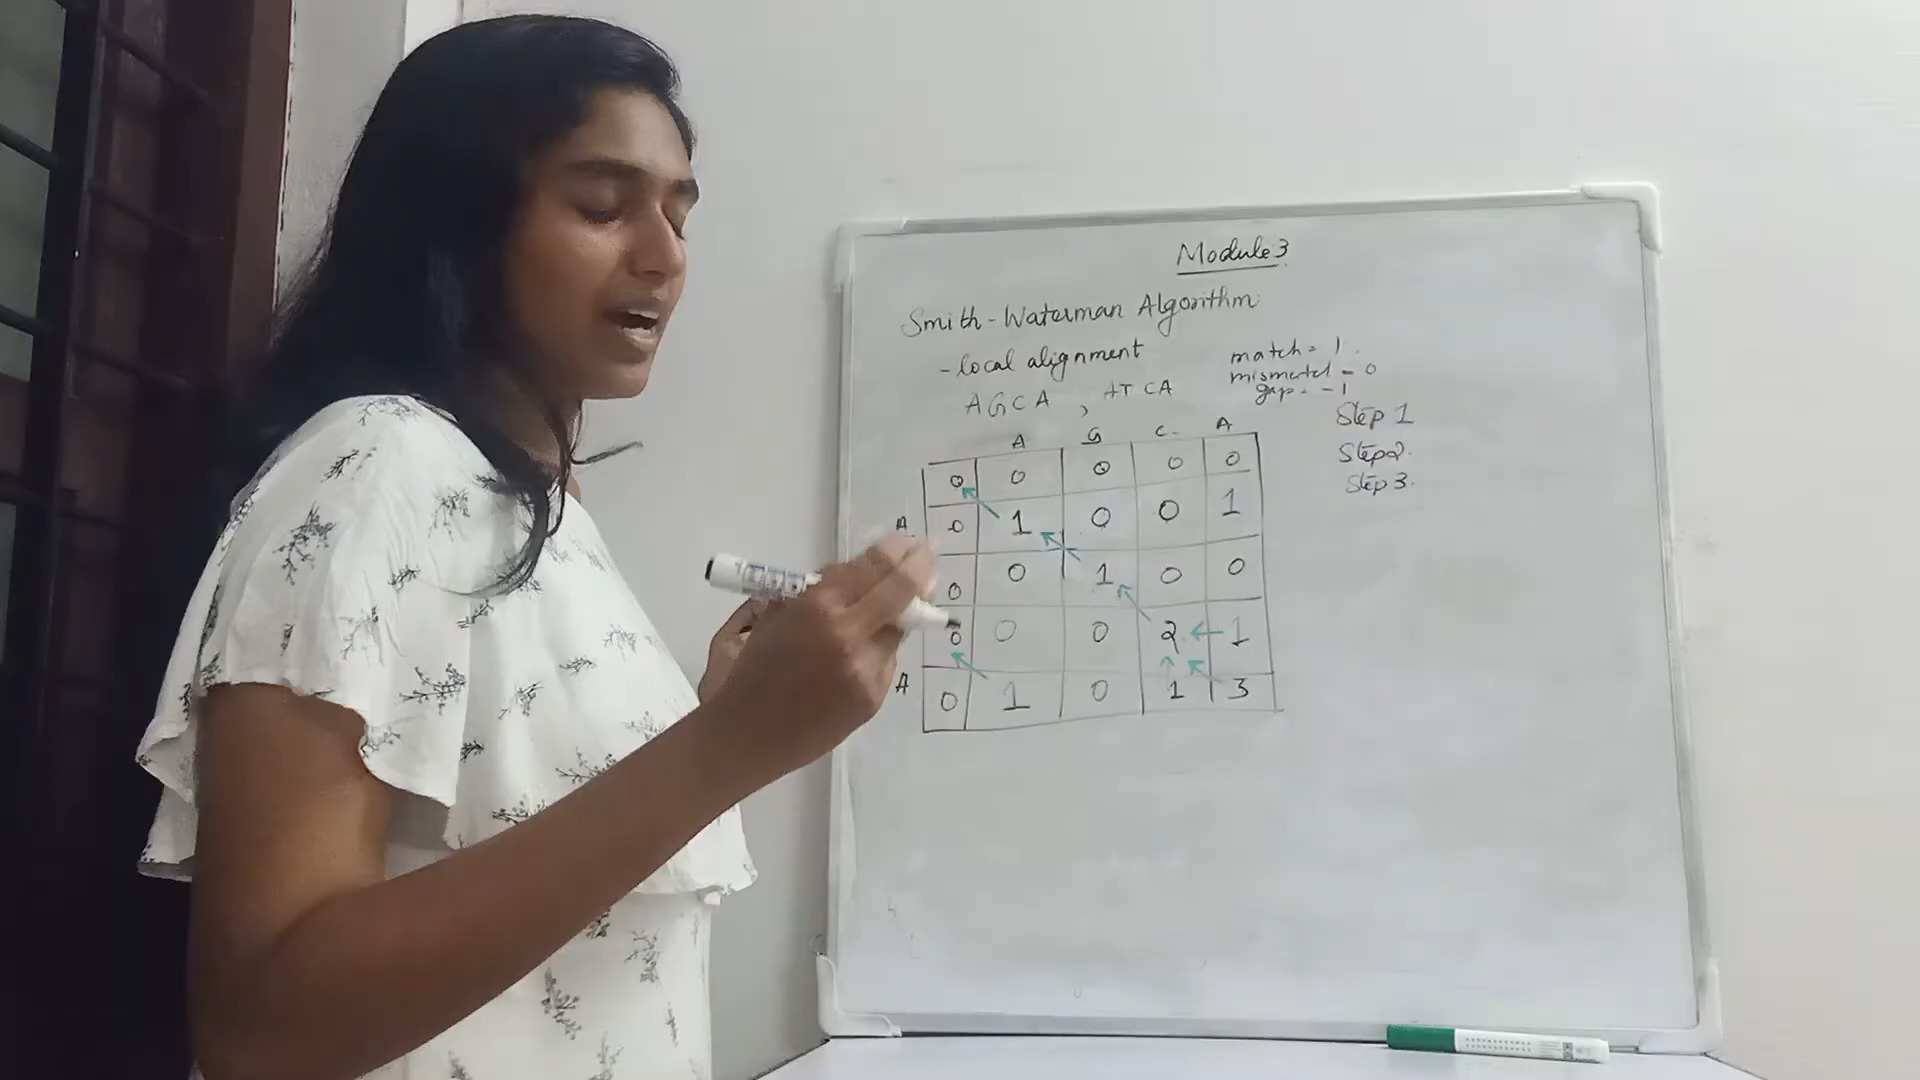 Module 3
Smith-Waterman Algorithm
- local alignment
match = 1
mismatch = 0
gap = -1
AGCA , ATCA
Step 1
Step 2.
Step 3.
A G C A
0 0 0 0 0
A 0 1 0 0 1
0 0 1 0 0
0 0 0 2 1
A 0 1 0 1 3